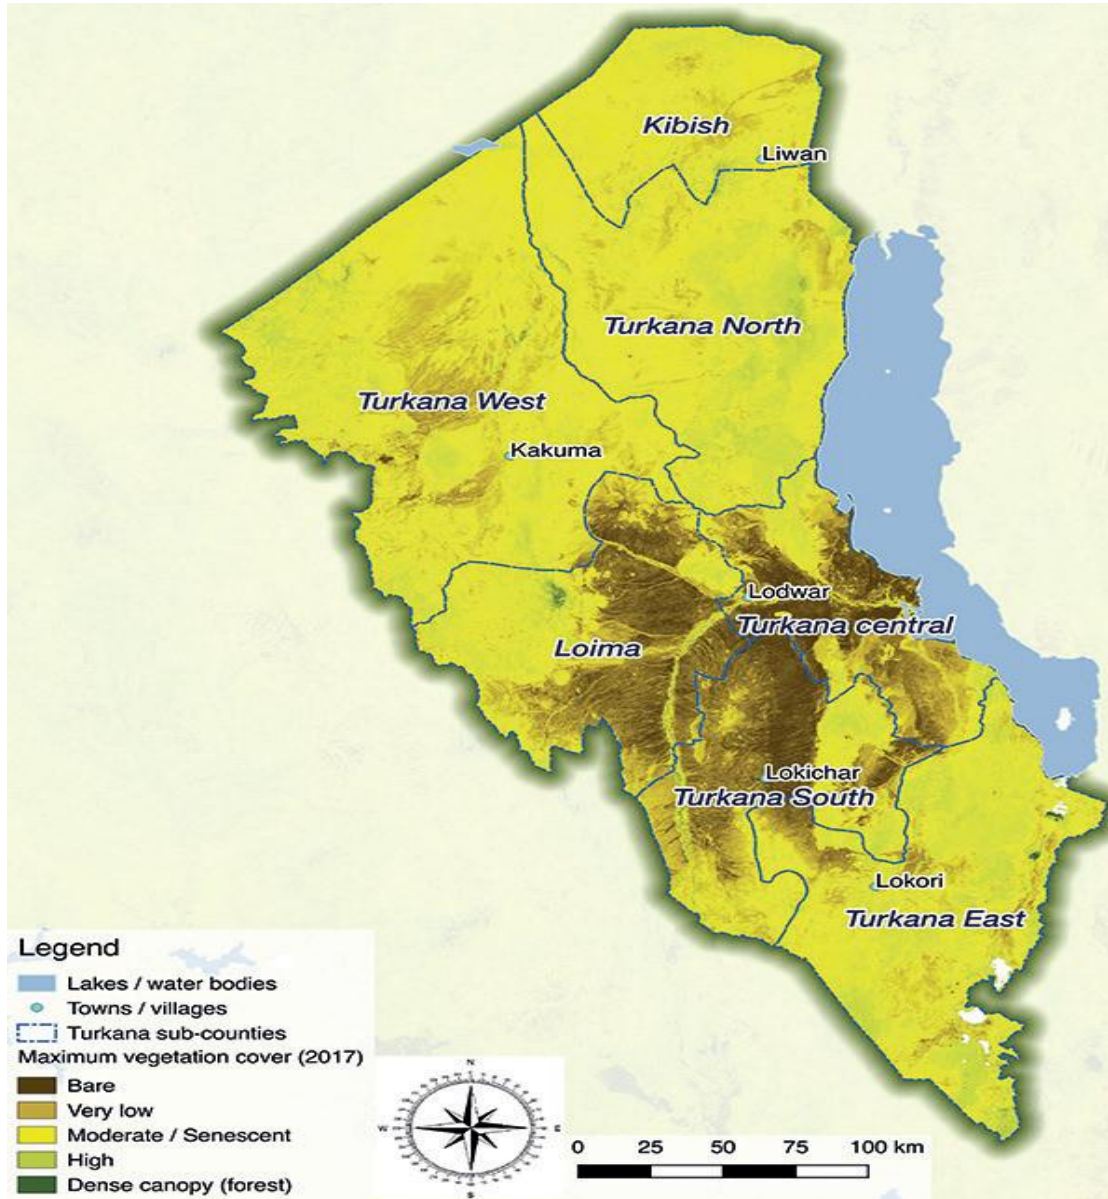 Kibish
Liwan
Turkana North
Turkana West
Kakuma
Lodwar
Turkana central
Loima
Lokichar
Turkana South
Lokori
Turkana East
Legend
Lakes / water bodies
Towns / villages
Turkana sub-counties
Maximum vegetation cover (2017)
Bare
Very low
Moderate / Senescent
High
Dense canopy (forest)
N
W
E
S
0 25 50 75 100 km